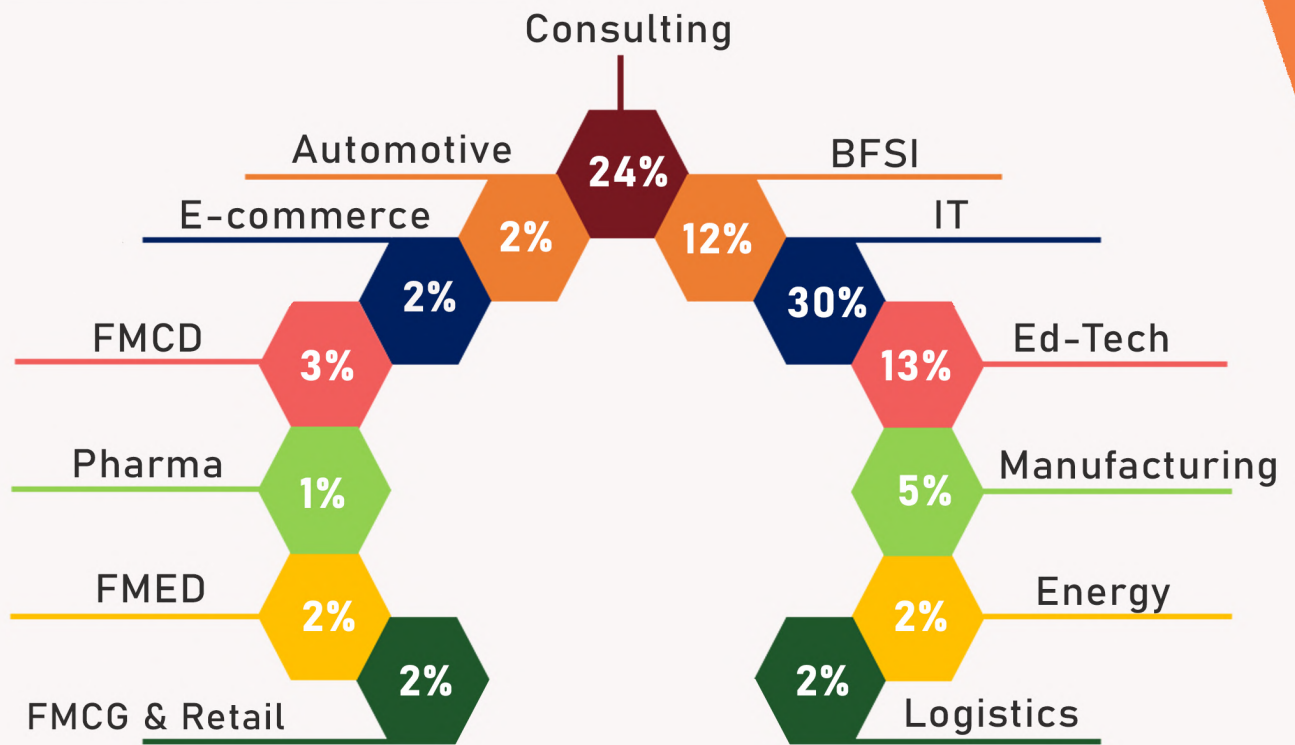 Consulting
24%
Automotive
2%
BFSI
12%
E-commerce
2%
IT
30%
FMCD
3%
Ed-Tech
13%
Pharma
1%
Manufacturing
5%
FMED
2%
Energy
2%
FMCG & Retail
2%
Logistics
2%